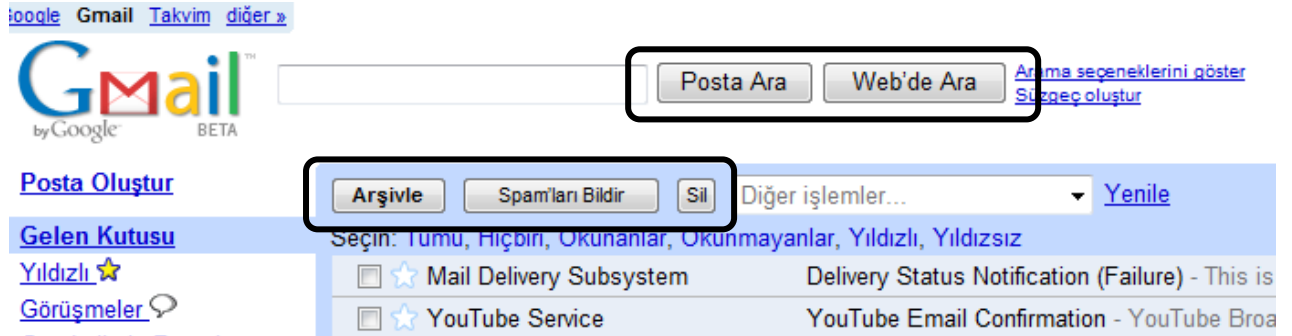 Google Gmail Takvim diğer »
Gmail™
by Google BETA
Posta Ara Web'de Ara Arama seçeneklerini göster
Süzgeç oluştur
Posta Oluştur
Arşivle Spam'ları Bildir Sil Diğer işlemler... Yenile
Gelen Kutusu
Seçin: Tümü, Hiçbiri, Okunanlar, Okunmayanlar, Yıldızlı, Yıldızsız
Yıldızlı
Mail Delivery Subsystem Delivery Status Notification (Failure) - This is
Görüşmeler
YouTube Service YouTube Email Confirmation - YouTube Broa